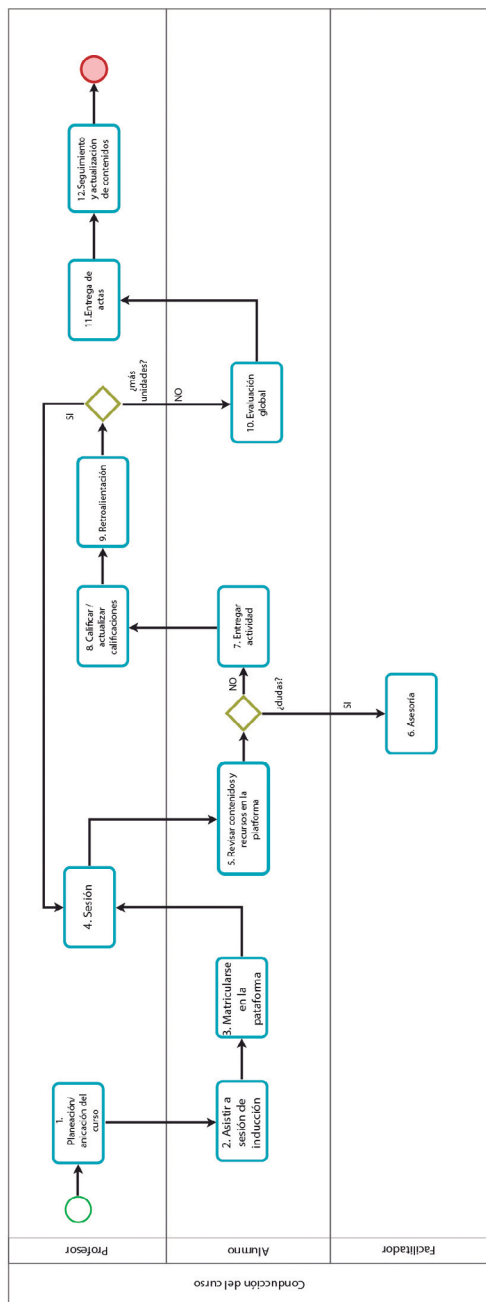 Conducción del curso
Profesor
Alumno
Facilitador
1.
Planeación/
anicación del
curso
2. Asistir a
sesión de
inducción
3. Matricularse
en la
pataforma
4. Sesión
5. Revisar contenidos y
recursos en la
platforma
¿dudas?
NO
SI
6. Asesoría
7. Entregar
actividad
8. Calificar /
actualizar
calificaciones
9. Retroalientación
¿más
unidades?
SI
NO
10. Evaluación
global
11.Entrega de
actas
12.Seguimiento
y actualización
de contenidos